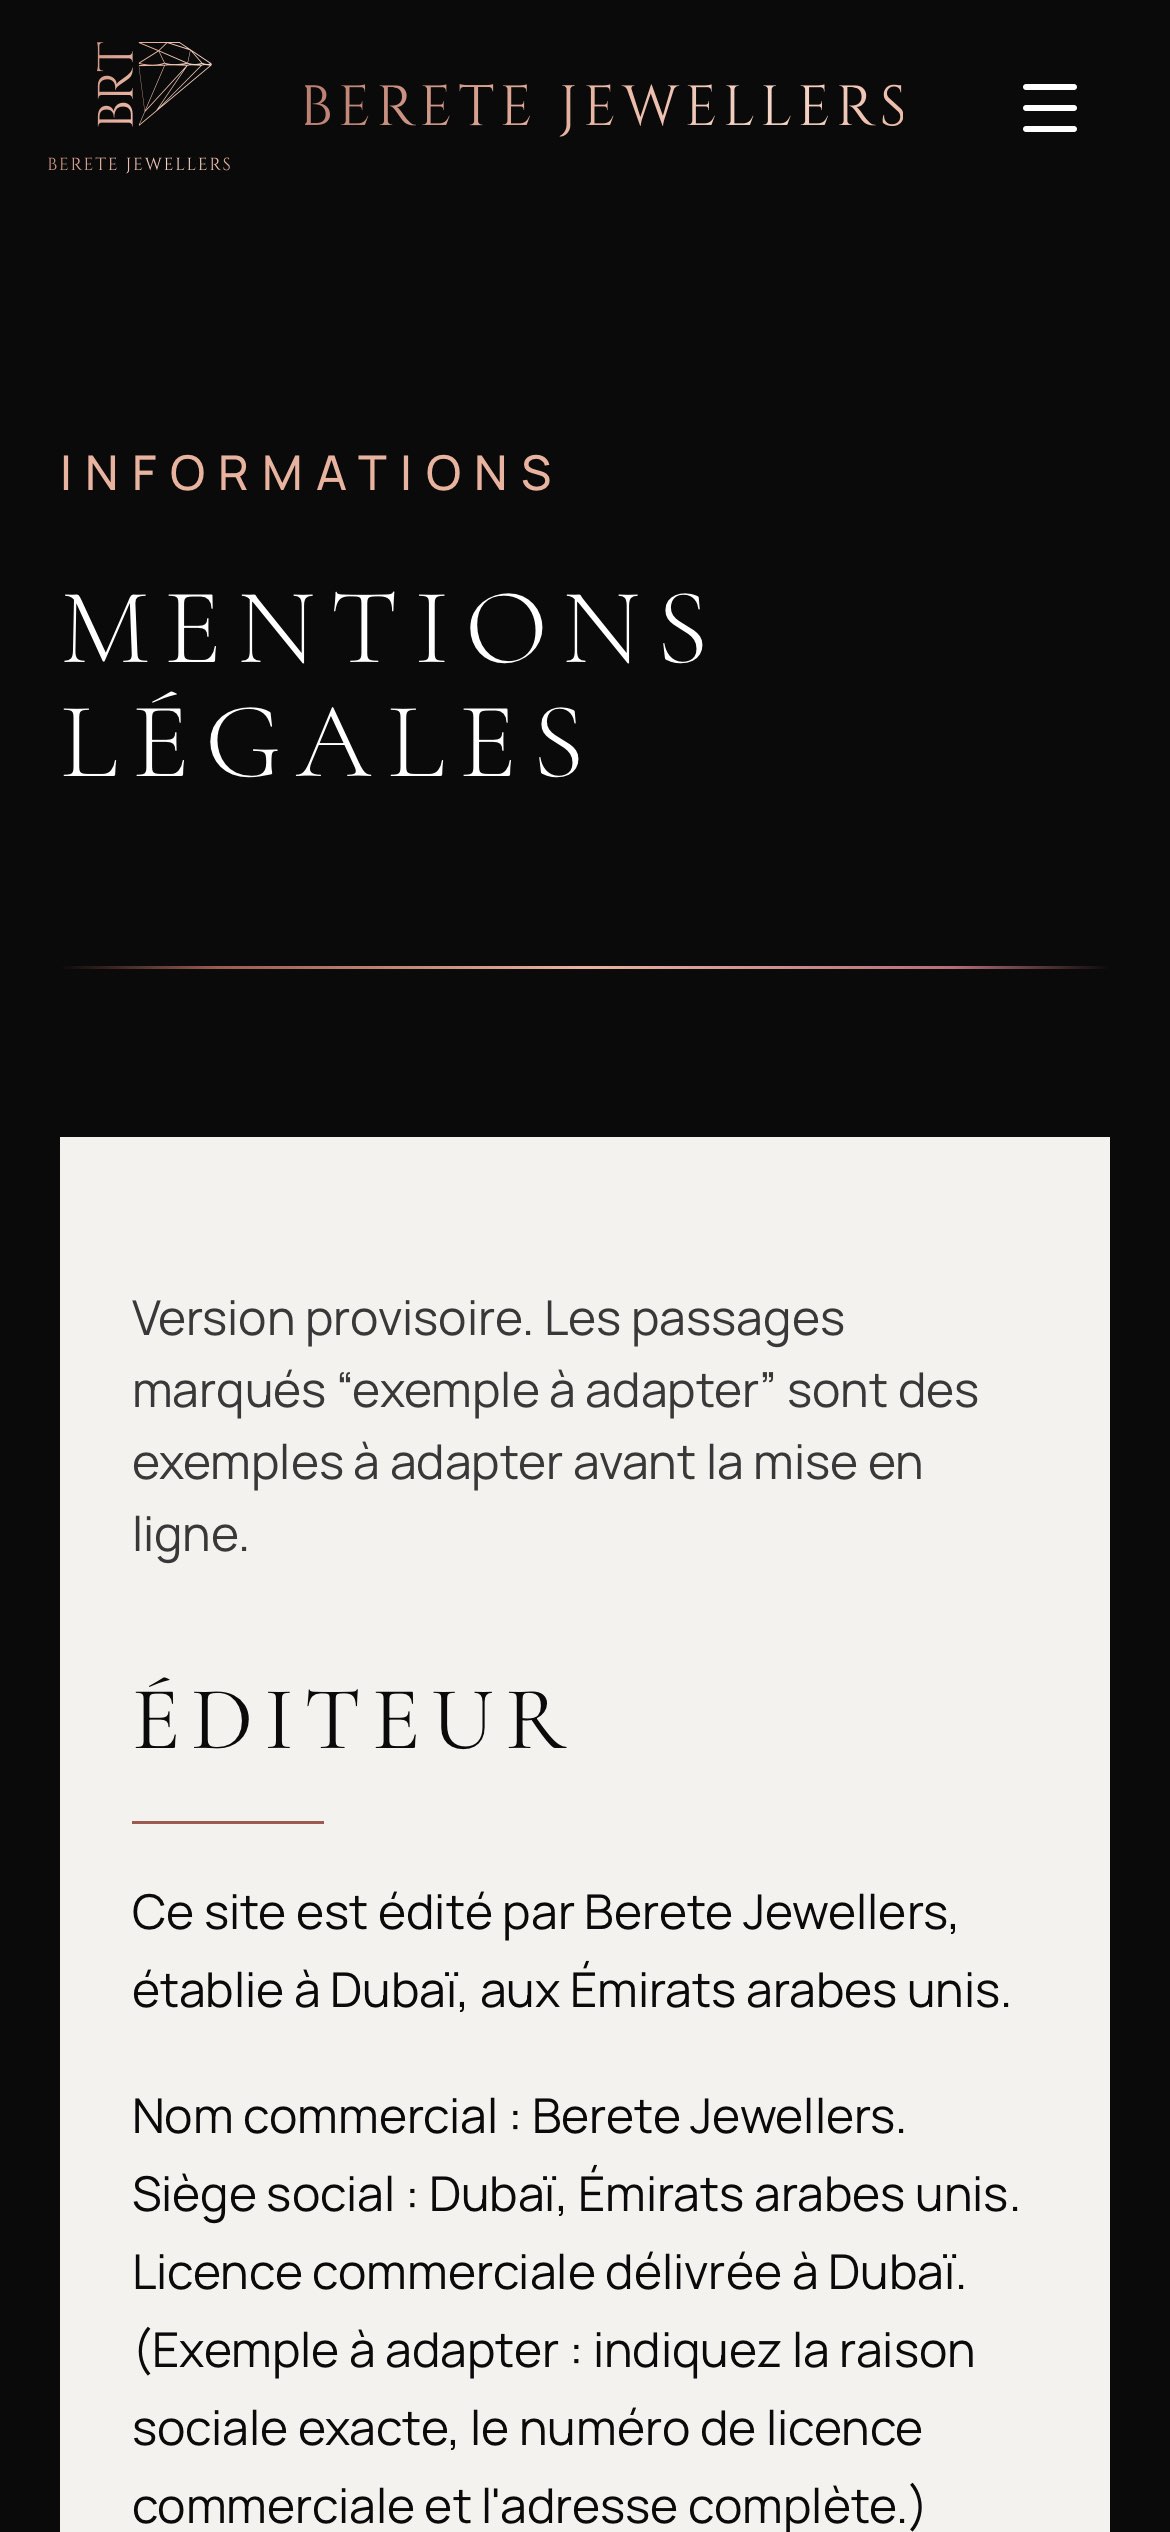 BRT
BERETE JEWELLERS
BERETE JEWELLERS
INFORMATIONS
MENTIONS
LÉGALES
Version provisoire. Les passages
marqués “exemple à adapter” sont des
exemples à adapter avant la mise en
ligne.
ÉDITEUR
Ce site est édité par Berete Jewellers,
établie à Dubaï, aux Émirats arabes unis.
Nom commercial : Berete Jewellers.
Siège social : Dubaï, Émirats arabes unis.
Licence commerciale délivrée à Dubaï.
(Exemple à adapter : indiquez la raison
sociale exacte, le numéro de licence
commerciale et l'adresse complète.)